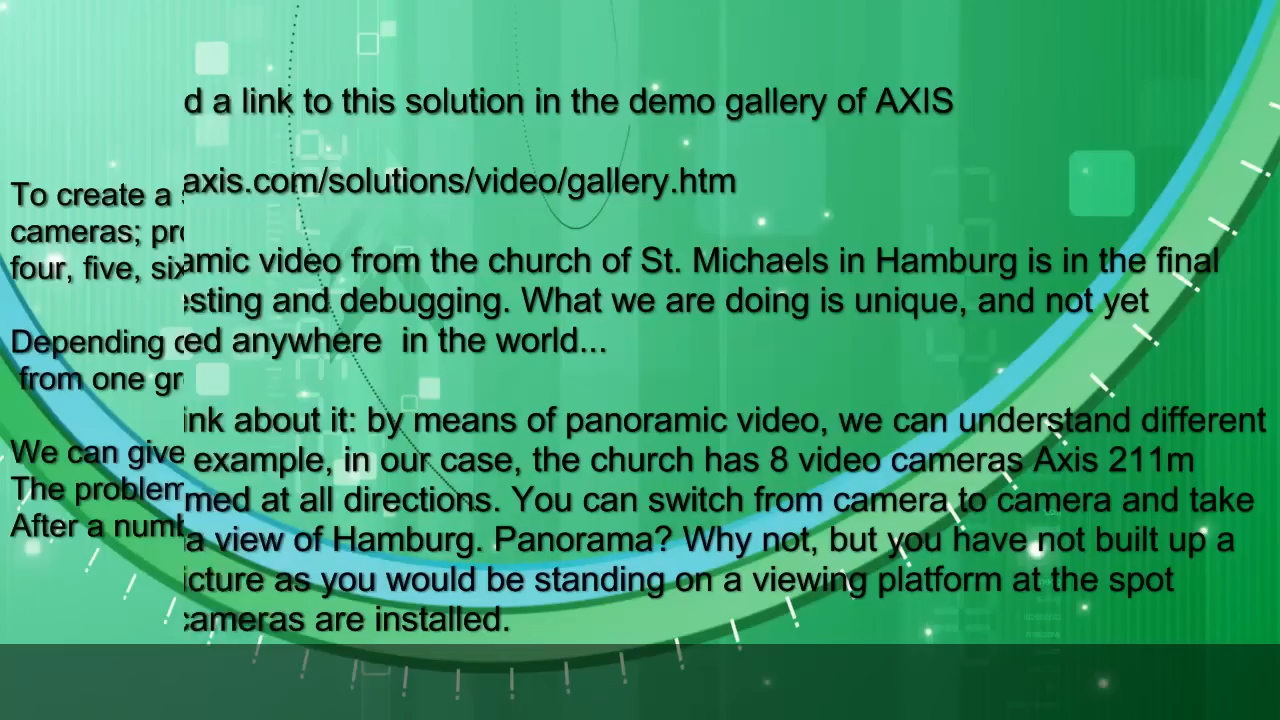 d a link to this solution in the demo gallery of AXIS
axis.com/solutions/video/gallery.htm
amic video from the church of St. Michaels in Hamburg is in the final
esting and debugging. What we are doing is unique, and not yet
ed anywhere in the world...
ink about it: by means of panoramic video, we can understand different
example, in our case, the church has 8 video cameras Axis 211m
med at all directions. You can switch from camera to camera and take
a view of Hamburg. Panorama? Why not, but you have not built up a
icture as you would be standing on a viewing platform at the spot
cameras are installed.
To create a
cameras; pro
four, five, six
Depending o
from one gr
We can give
The problem
After a numb